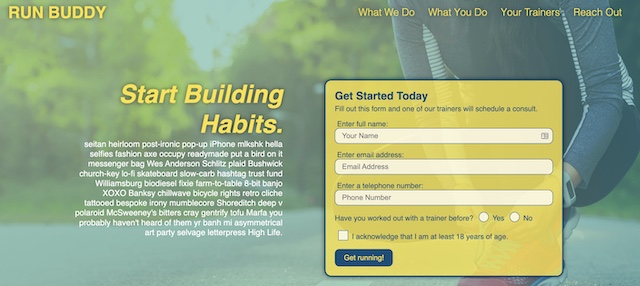 RUN BUDDY
What We Do
What You Do
Your Trainers
Reach Out
Start Building
Habits.
seitan heirloom post-ironic pop-up iPhone mlkshk hella
selfies fashion axe occupy readymade put a bird on it
messenger bag Wes Anderson Schlitz plaid Bushwick
church-key lo-fi skateboard slow-carb hashtag trust fund
Williamsburg biodiesel fixie farm-to-table 8-bit banjo
XOXO Banksy chillwave bicycle rights retro cliche
tattooed bespoke irony mumblecore Shoreditch deep v
polaroid McSweeney's bitters cray gentrify tofu Marfa you
probably haven't heard of them yr banh mi asymmetrical
art party selvage letterpress High Life.
Get Started Today
Fill out this form and one of our trainers will schedule a consult.
Enter full name:
Your Name
Enter email address:
Email Address
Enter a telephone number:
Phone Number
Have you worked out with a trainer before? Yes No
I acknowledge that I am at least 18 years of age.
Get running!